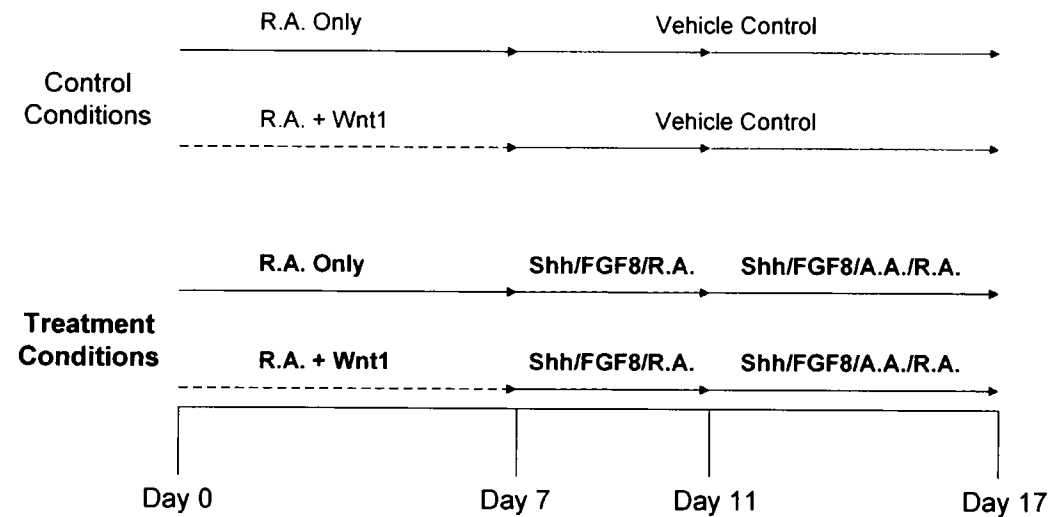 R.A. Only
Vehicle Control
Control
Conditions
R.A. + Wnt1
Vehicle Control
R.A. Only
Shh/FGF8/R.A.
Shh/FGF8/A.A./R.A.
Treatment
Conditions
R.A. + Wnt1
Shh/FGF8/R.A.
Shh/FGF8/A.A./R.A.
Day 0
Day 7
Day 11
Day 17